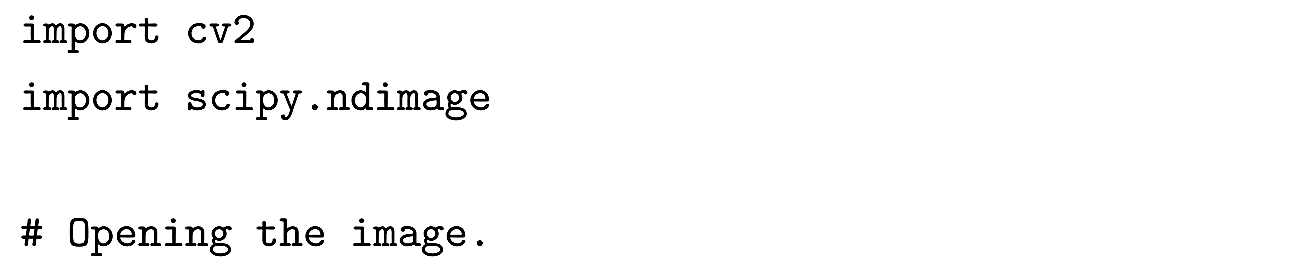 import cv2
import scipy.ndimage
# Opening the image.